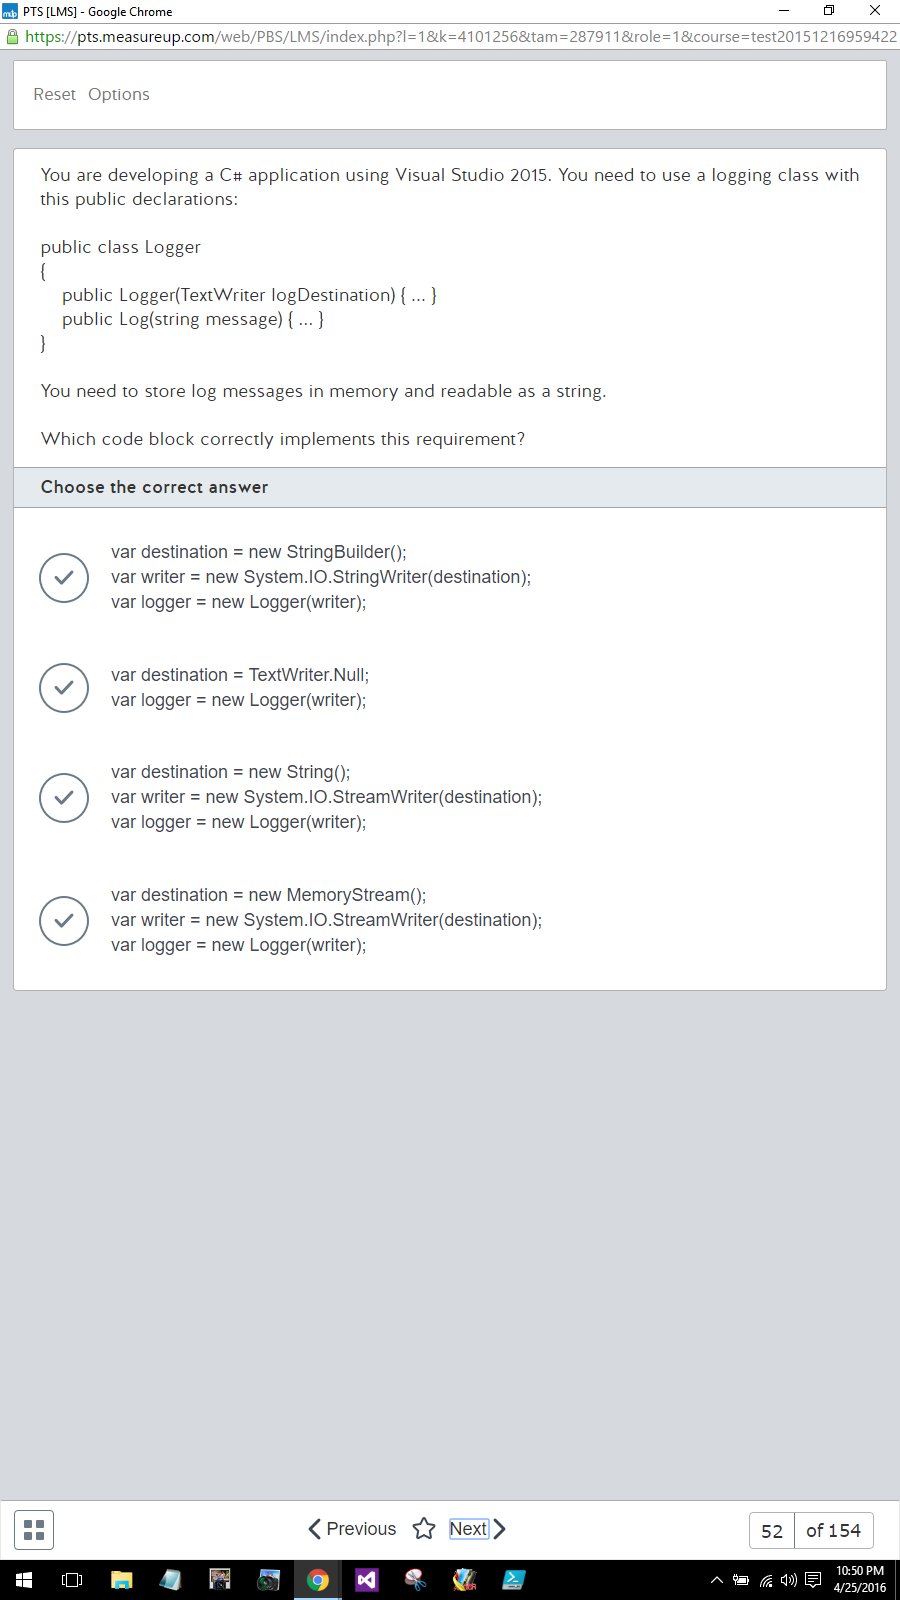 mup PTS [LMS] - Google Chrome
https://pts.measureup.com/web/PBS/LMS/index.php?l=1&k=4101256&tam=287911&role=1&course=test20151216959422
Reset Options
You are developing a C# application using Visual Studio 2015. You need to use a logging class with
this public declarations:
public class Logger
{
public Logger(TextWriter logDestination) { ... }
public Log(string message) { ... }
}
You need to store log messages in memory and readable as a string.
Which code block correctly implements this requirement?
Choose the correct answer
var destination = new StringBuilder();
var writer = new System.IO.StringWriter(destination);
var logger = new Logger(writer);
var destination = TextWriter.Null;
var logger = new Logger(writer);
var destination = new String();
var writer = new System.IO.StreamWriter(destination);
var logger = new Logger(writer);
var destination = new MemoryStream();
var writer = new System.IO.StreamWriter(destination);
var logger = new Logger(writer);
Previous Next 52 of 154
10:50 PM
4/25/2016